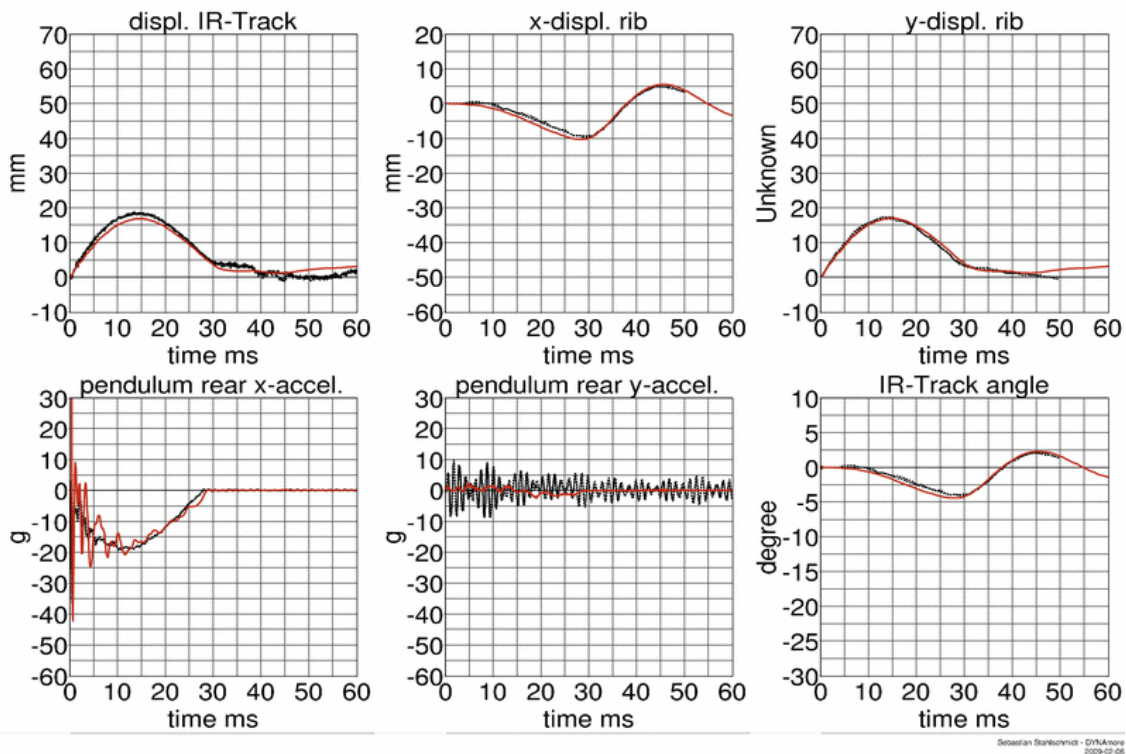 displ. IR-Track
x-displ. rib
y-displ. rib
70
60
50
40
30
20
10
0
-10
mm
0 10 20 30 40 50 60
time ms
20
10
0
-10
-20
-30
-40
-50
-60
mm
0 10 20 30 40 50 60
time ms
70
60
50
40
30
20
10
0
-10
Unknown
0 10 20 30 40 50 60
time ms
pendulum rear x-accel.
pendulum rear y-accel.
IR-Track angle
30
20
10
0
-10
-20
-30
-40
-50
-60
g
0 10 20 30 40 50 60
time ms
30
20
10
0
-10
-20
-30
-40
-50
-60
g
0 10 20 30 40 50 60
time ms
10
5
0
-5
-10
-15
-20
-25
-30
degree
0 10 20 30 40 50 60
time ms
Sebastian Stahlschmidt - DYNAmore
2009-02-06